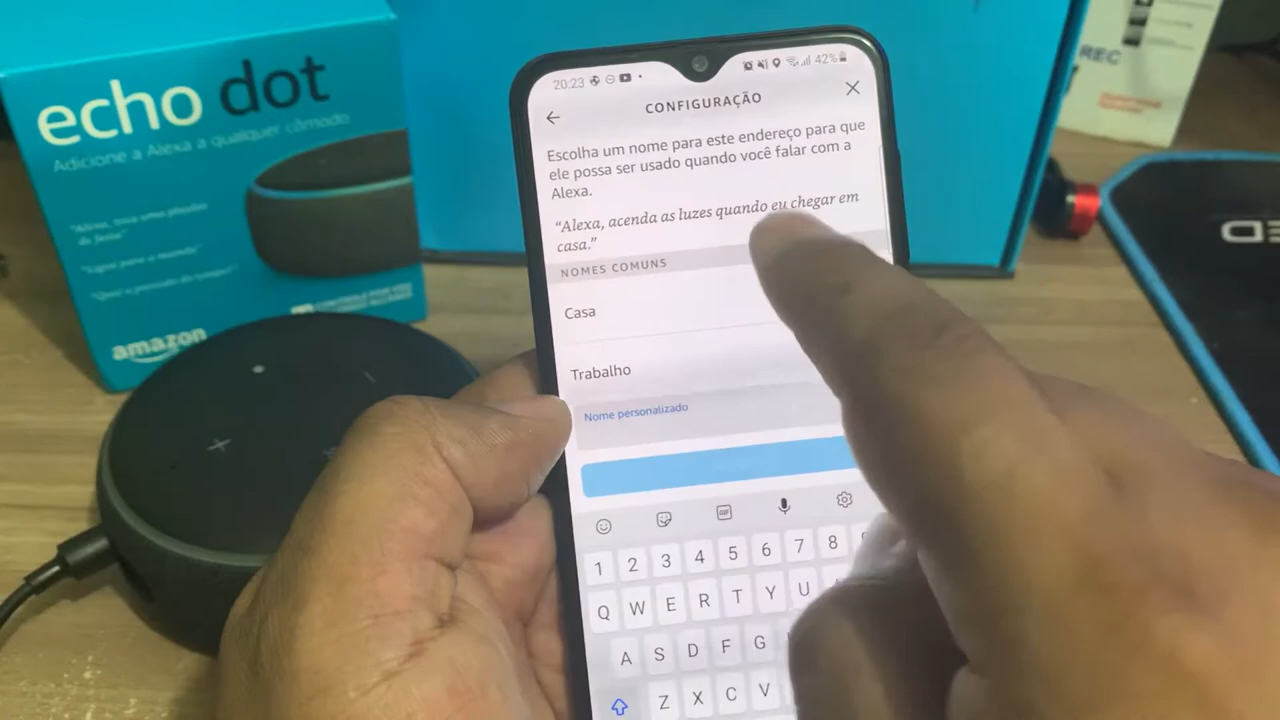 echo dot
Adicione a Alexa a qualquer cômodo
amazon
REC
20:23
42%
CONFIGURAÇÃO
Escolha um nome para este endereço para que
ele possa ser usado quando você falar com a
Alexa.
“Alexa, acenda as luzes quando eu chegar em
casa.”
NOMES COMUNS
Casa
Trabalho
Nome personalizado
GIF
1 2 3 4 5 6 7 8
Q W E R T Y U
A S D F G
Z X C V